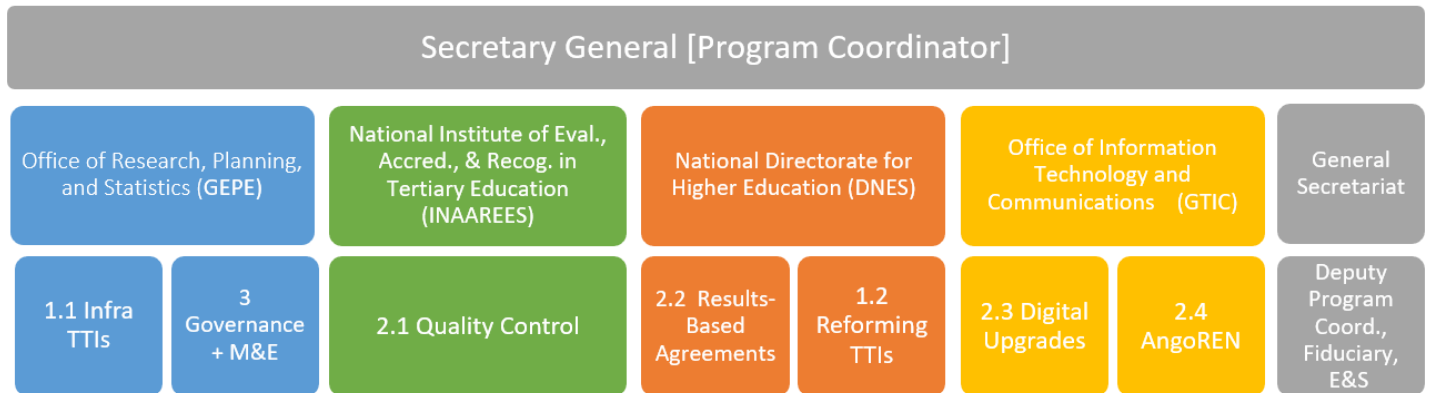 Secretary General [Program Coordinator]
Office of Research, Planning,
and Statistics (GEPE)
National Institute of Eval.,
Accred., & Recog. in
Tertiary Education
(INAAREES)
National Directorate for
Higher Education (DNES)
Office of Information
Technology and
Communications (GTIC)
General
Secretariat
1.1 Infra
TTIs
3
Governance
+ M&E
2.1 Quality Control
2.2 Results-
Based
Agreements
1.2
Reforming
TTIs
2.3 Digital
Upgrades
2.4
AngoREN
Deputy
Program
Coord.,
Fiduciary,
E&S